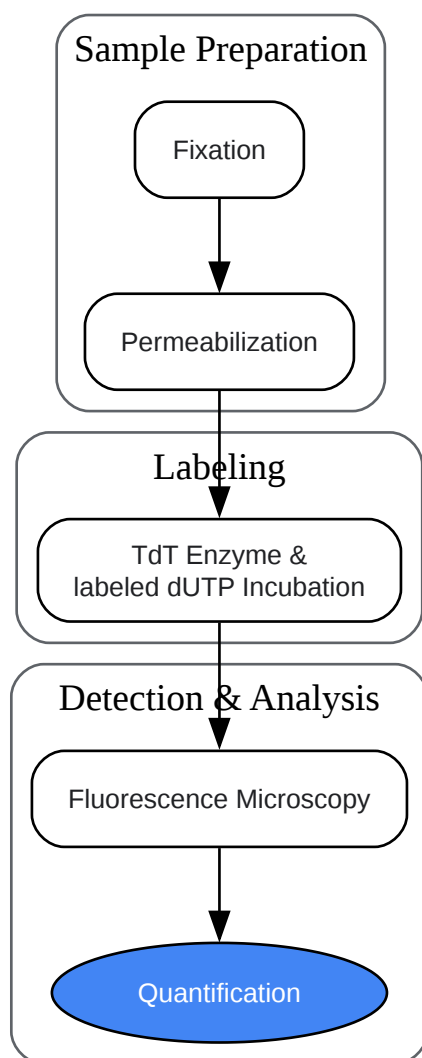 Sample Preparation
Fixation
Permeabilization
Labeling
TdT Enzyme &
labeled dUTP Incubation
Detection & Analysis
Fluorescence Microscopy
Quantification